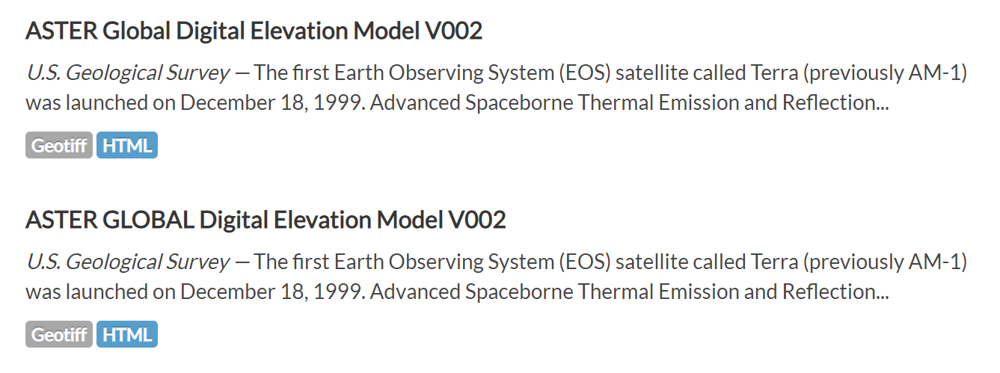 ASTER Global Digital Elevation Model V002
U.S. Geological Survey — The first Earth Observing System (EOS) satellite called Terra (previously AM-1)
was launched on December 18, 1999. Advanced Spaceborne Thermal Emission and Reflection...
Geotiff HTML
ASTER GLOBAL Digital Elevation Model V002
U.S. Geological Survey — The first Earth Observing System (EOS) satellite called Terra (previously AM-1)
was launched on December 18, 1999. Advanced Spaceborne Thermal Emission and Reflection...
Geotiff HTML